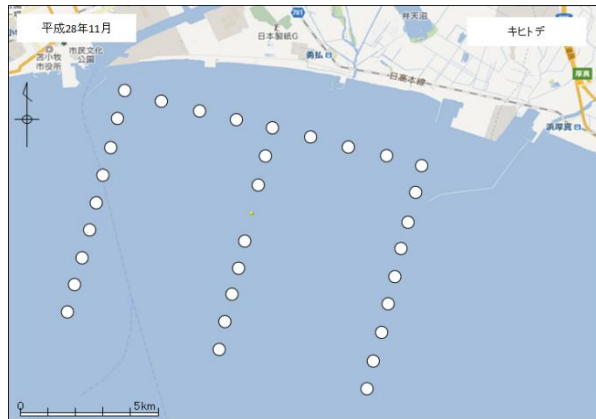 平成28年11月
キヒトデ
市民文化
公園
苫小牧
市役所
日本製紙G
781
弁天沼
勇払
日高本線
厚真
浜厚真
0
5km